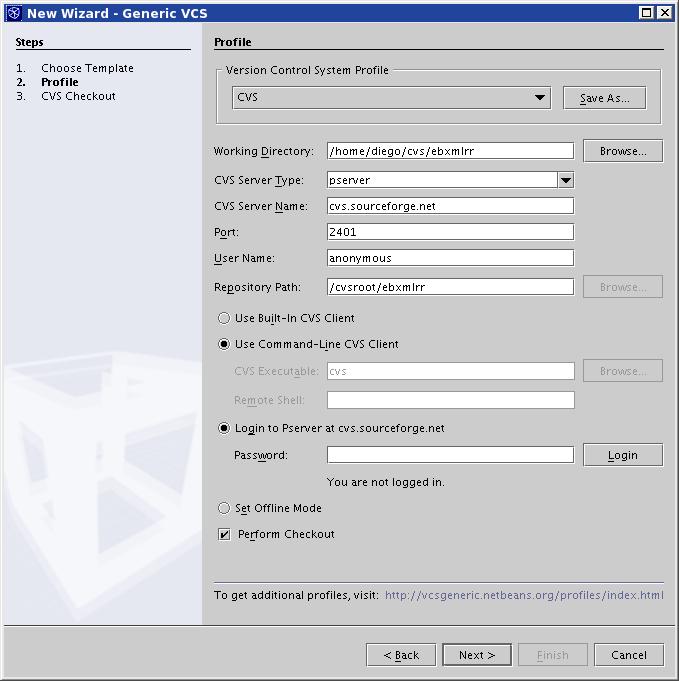 New Wizard - Generic VCS
Steps
1. Choose Template
2. Profile
3. CVS Checkout
Profile
Version Control System Profile
CVS Save As...
Working Directory: /home/diego/cvs/ebxmlrr Browse...
CVS Server Type: pserver
CVS Server Name: cvs.sourceforge.net
Port: 2401
User Name: anonymous
Repository Path: /cvsroot/ebxmlrr Browse...
Use Built-In CVS Client
Use Command-Line CVS Client
CVS Executable: cvs Browse...
Remote Shell:
Login to Pserver at cvs.sourceforge.net
Password: Login
You are not logged in.
Set Offline Mode
Perform Checkout
To get additional profiles, visit: http://vcsgeneric.netbeans.org/profiles/index.html
< Back Next > Finish Cancel